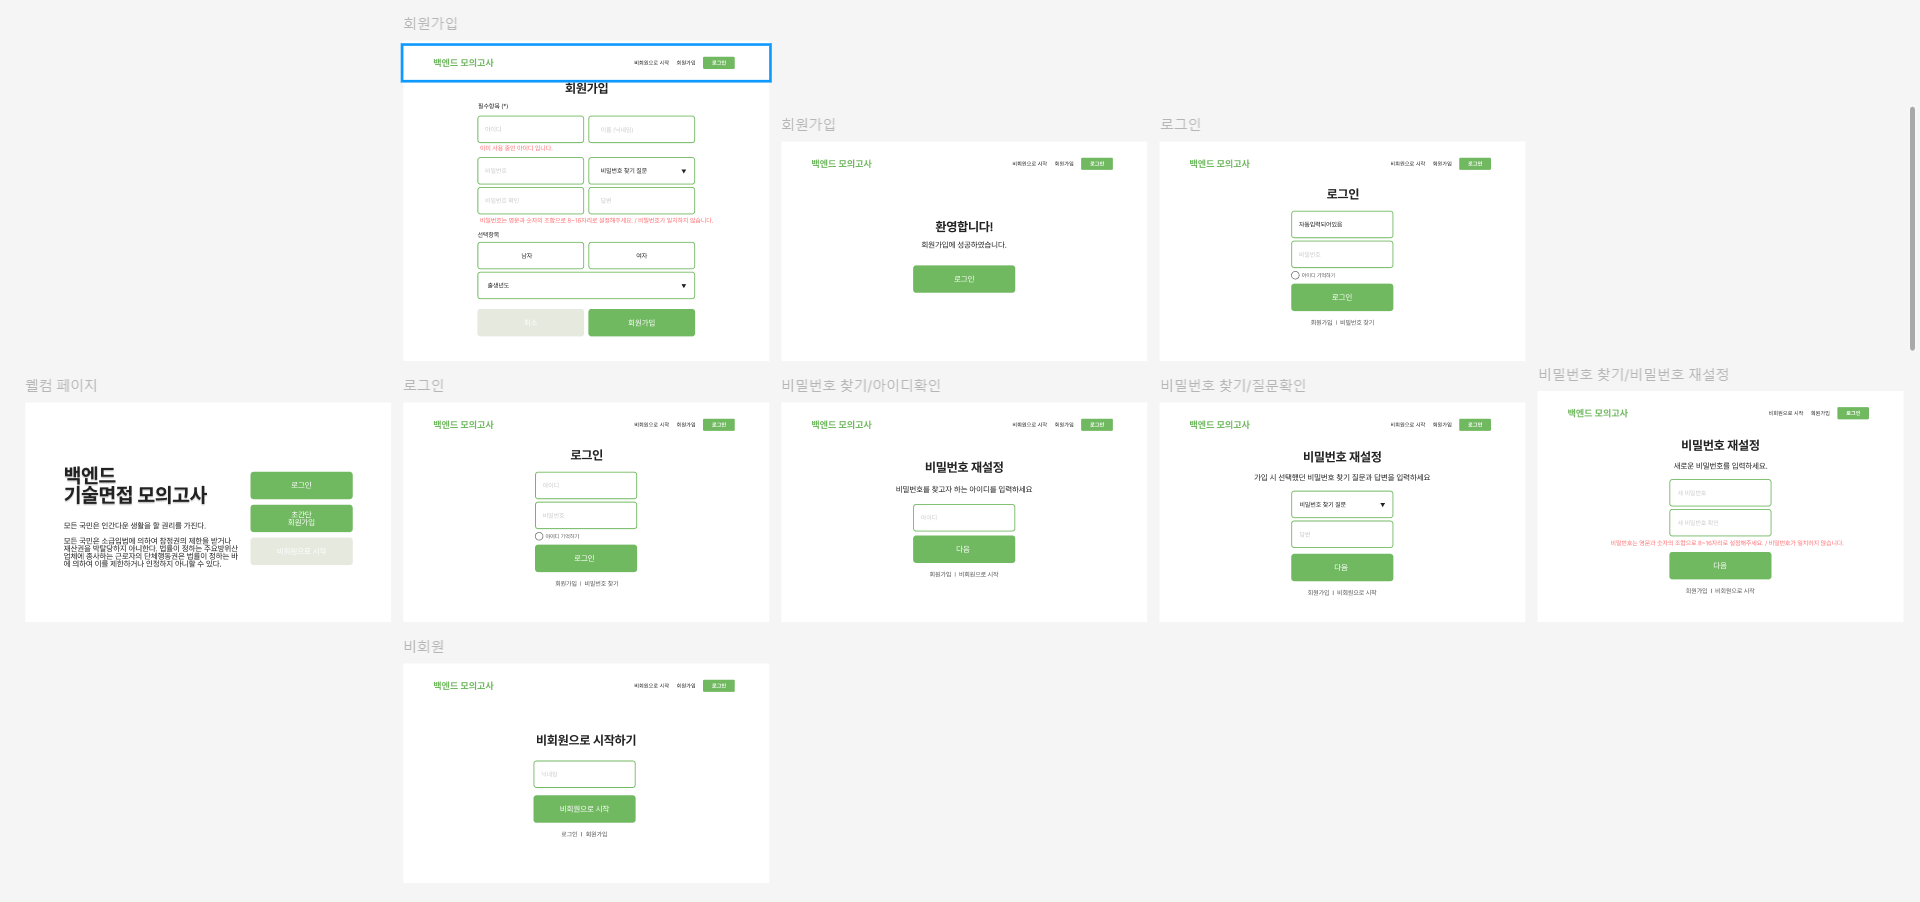 회원가입
백엔드 모의고사
비회원으로 시작 회원가입 로그인
회원가입
필수항목 (*)
아이디
이름 (닉네임)
이미 사용 중인 아이디 입니다.
비밀번호
비밀번호 찾기 질문
비밀번호 확인
답변
비밀번호는 영문과 숫자의 조합으로 8~16자리로 설정해주세요. / 비밀번호가 일치하지 않습니다.
선택항목
남자
여자
출생년도
취소
회원가입
회원가입
백엔드 모의고사
비회원으로 시작 회원가입 로그인
환영합니다!
회원가입에 성공하였습니다.
로그인
로그인
백엔드 모의고사
비회원으로 시작 회원가입 로그인
로그인
자동입력되어있음
비밀번호
아이디 기억하기
로그인
회원가입 | 비밀번호 찾기
웰컴 페이지
백엔드
기술면접 모의고사
모든 국민은 인간다운 생활을 할 권리를 가진다.
모든 국민은 소급입법에 의하여 참정권의 제한을 받거나
재산권을 박탈당하지 아니한다. 법률이 정하는 주요방위산
업체에 종사하는 근로자의 단체행동권은 법률이 정하는 바
에 의하여 이를 제한하거나 인정하지 아니할 수 있다.
로그인
초간단
회원가입
비회원으로 시작
로그인
백엔드 모의고사
비회원으로 시작 회원가입 로그인
로그인
아이디
비밀번호
아이디 기억하기
로그인
회원가입 | 비밀번호 찾기
비밀번호 찾기/아이디확인
백엔드 모의고사
비회원으로 시작 회원가입 로그인
비밀번호 재설정
비밀번호를 찾고자 하는 아이디를 입력하세요
아이디
다음
회원가입 | 비회원으로 시작
비밀번호 찾기/질문확인
백엔드 모의고사
비회원으로 시작 회원가입 로그인
비밀번호 재설정
가입 시 선택했던 비밀번호 찾기 질문과 답변을 입력하세요
비밀번호 찾기 질문
답변
다음
회원가입 | 비회원으로 시작
비밀번호 찾기/비밀번호 재설정
백엔드 모의고사
비회원으로 시작 회원가입 로그인
비밀번호 재설정
새로운 비밀번호를 입력하세요.
새 비밀번호
새 비밀번호 확인
비밀번호는 영문과 숫자의 조합으로 8~16자리로 설정해주세요. / 비밀번호가 일치하지 않습니다.
다음
회원가입 | 비회원으로 시작
비회원
백엔드 모의고사
비회원으로 시작 회원가입 로그인
비회원으로 시작하기
닉네임
비회원으로 시작
로그인 | 회원가입